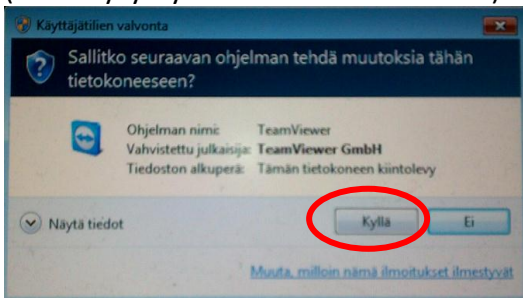 Käyttäjätilien valvonta
Sallitko seuraavan ohjelman tehdä muutoksia tähän
tietokoneeseen?
Ohjelman nimi: TeamViewer
Vahvistettu julkaisija: TeamViewer GmbH
Tiedoston alkuperä: Tämän tietokoneen kiintolevy
Näytä tiedot
Kyllä
Ei
Muuta, milloin nämä ilmoitukset ilmestyvät